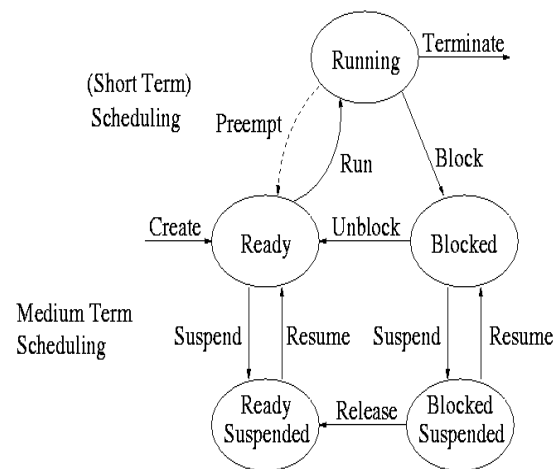 Terminate
Running
(Short Term)
Scheduling
Preempt
Block
Run
Create
Unblock
Ready
Blocked
Medium Term
Scheduling
Suspend
Resume
Suspend
Resume
Ready
Suspended
Release
Blocked
Suspended